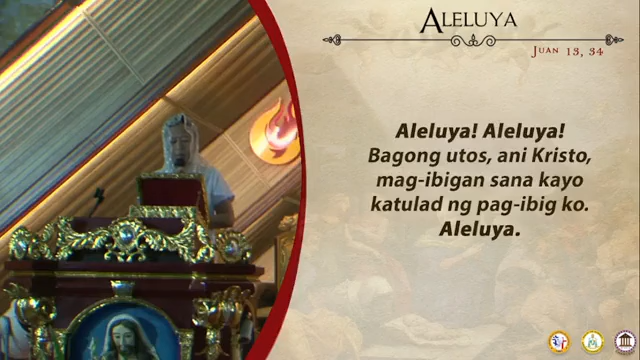 ALELUYA
JUAN 13, 34
Aleluya! Aleluya!
Bagong utos, ani Kristo,
mag-ibigan sana kayo
katulad ng pag-ibig ko.
Aleluya.